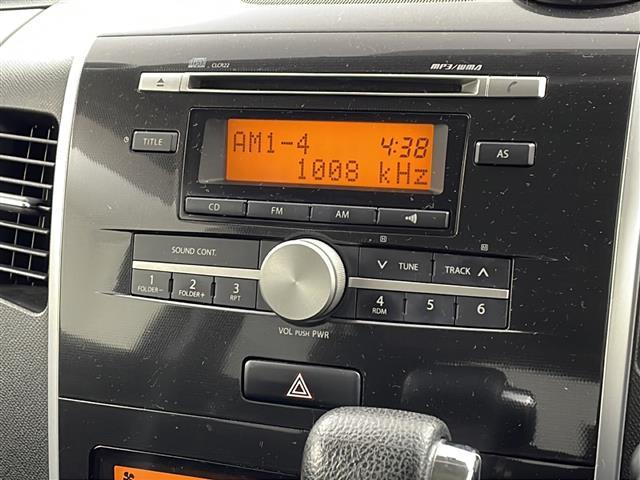 CLCR22 MP3/WMA
TITLE
AM1-4 4:38
1008 kHz
AS
CD FM AM
SOUND CONT.
TUNE TRACK
1 FOLDER- 2 FOLDER+ 3 RPT
4 RDM 5 6
VOL PUSH PWR